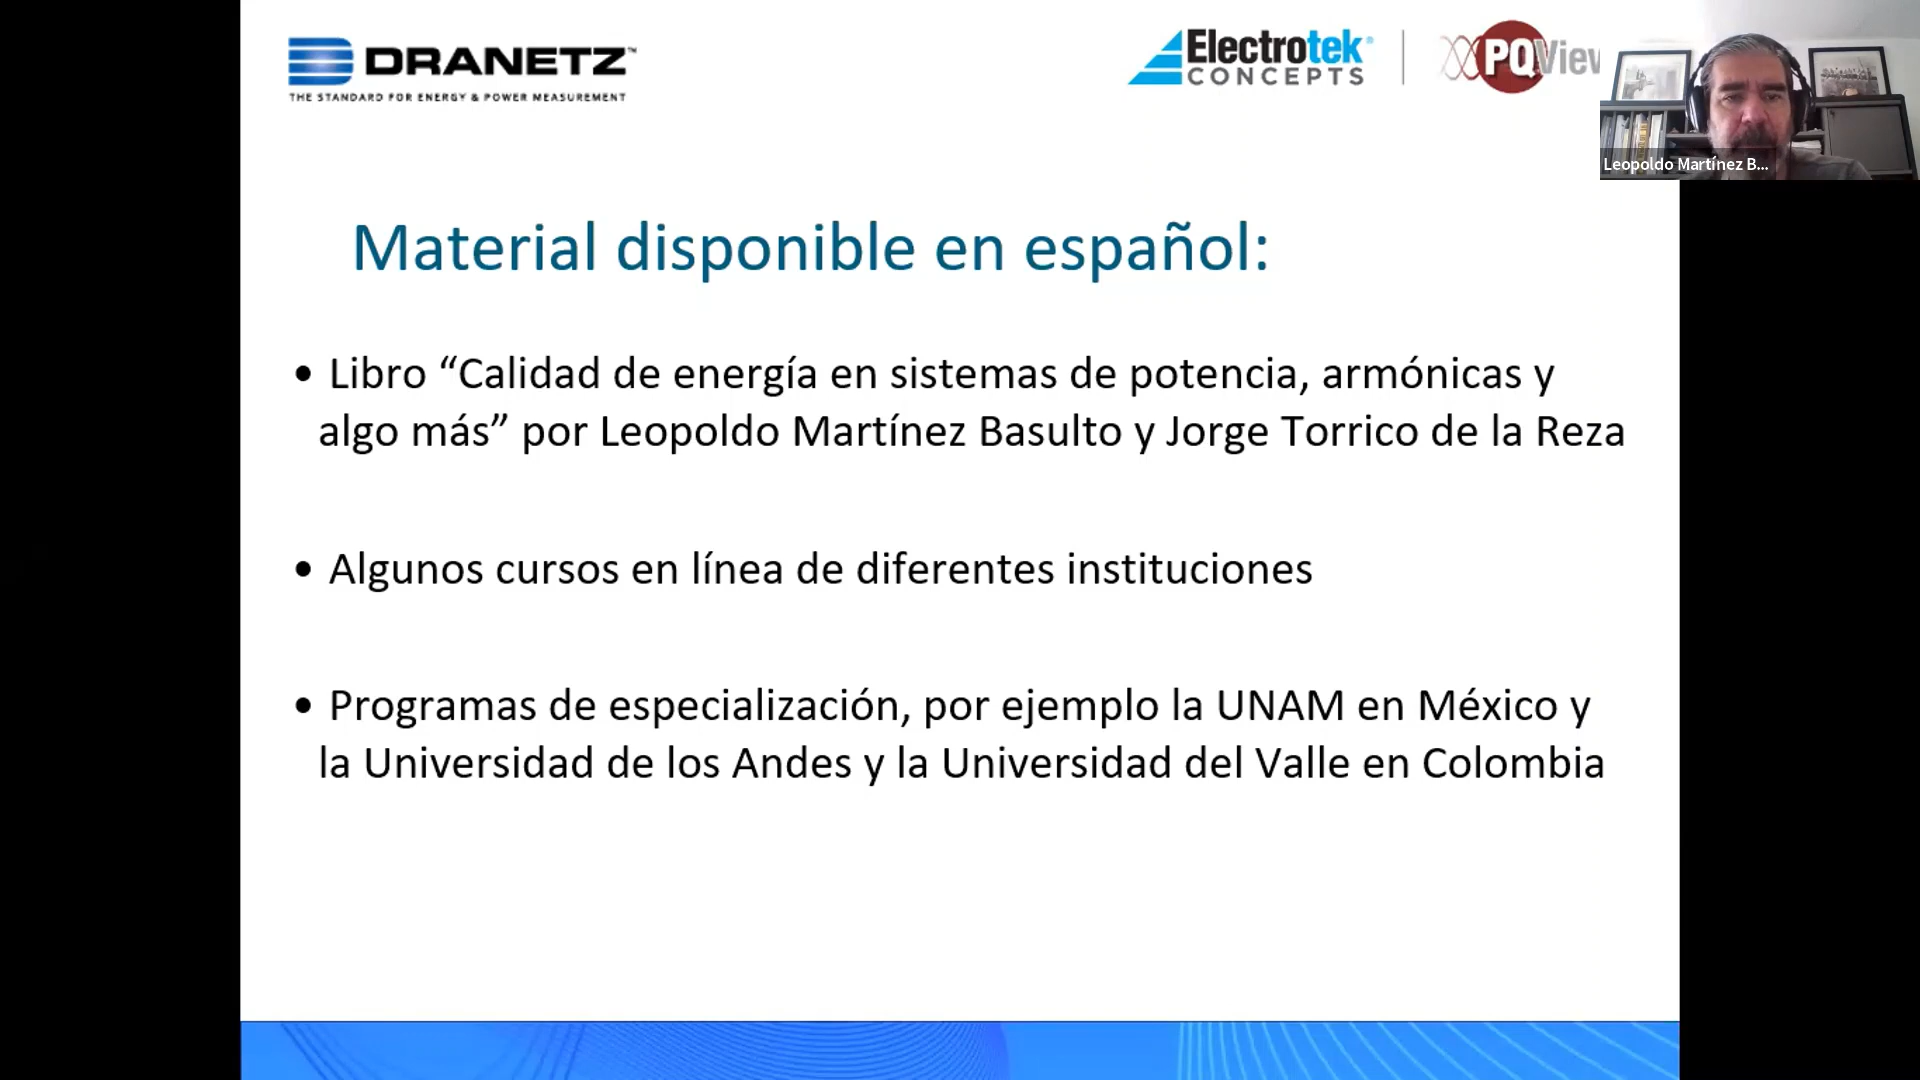 DRANETZ™
THE STANDARD FOR ENERGY & POWER MEASUREMENT
Electrotek®
CONCEPTS
PQView
Leopoldo Martínez B...
Material disponible en español:
• Libro “Calidad de energía en sistemas de potencia, armónicas y
algo más” por Leopoldo Martínez Basulto y Jorge Torrico de la Reza
• Algunos cursos en línea de diferentes instituciones
• Programas de especialización, por ejemplo la UNAM en México y
la Universidad de los Andes y la Universidad del Valle en Colombia